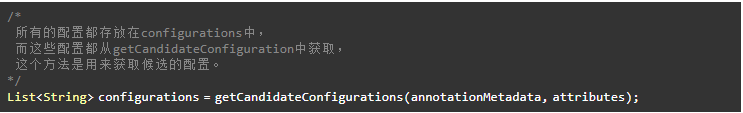 /*
所有的配置都存放在configurations中，
而这些配置都从getCandidateConfiguration中获取，
这个方法是用来获取候选的配置。
*/
List<String> configurations = getCandidateConfigurations(annotationMetadata, attributes);